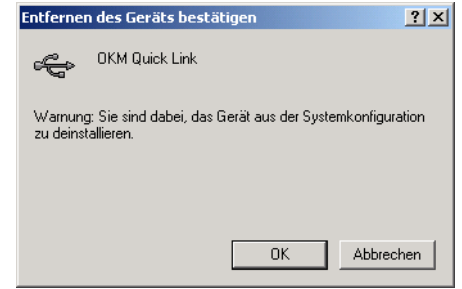 Entfernen des Geräts bestätigen
OKM Quick Link
Warnung: Sie sind dabei, das Gerät aus der Systemkonfiguration
zu deinstallieren.
OK Abbrechen